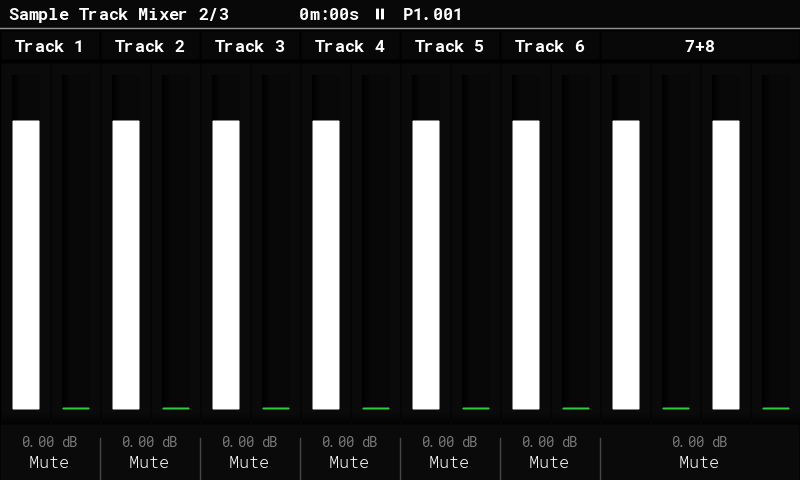 Sample Track Mixer 2/3 0m:00s ⏸ P1.001
Track 1 Track 2 Track 3 Track 4 Track 5 Track 6 7+8
0.00 dB 0.00 dB 0.00 dB 0.00 dB 0.00 dB 0.00 dB 0.00 dB
Mute Mute Mute Mute Mute Mute Mute